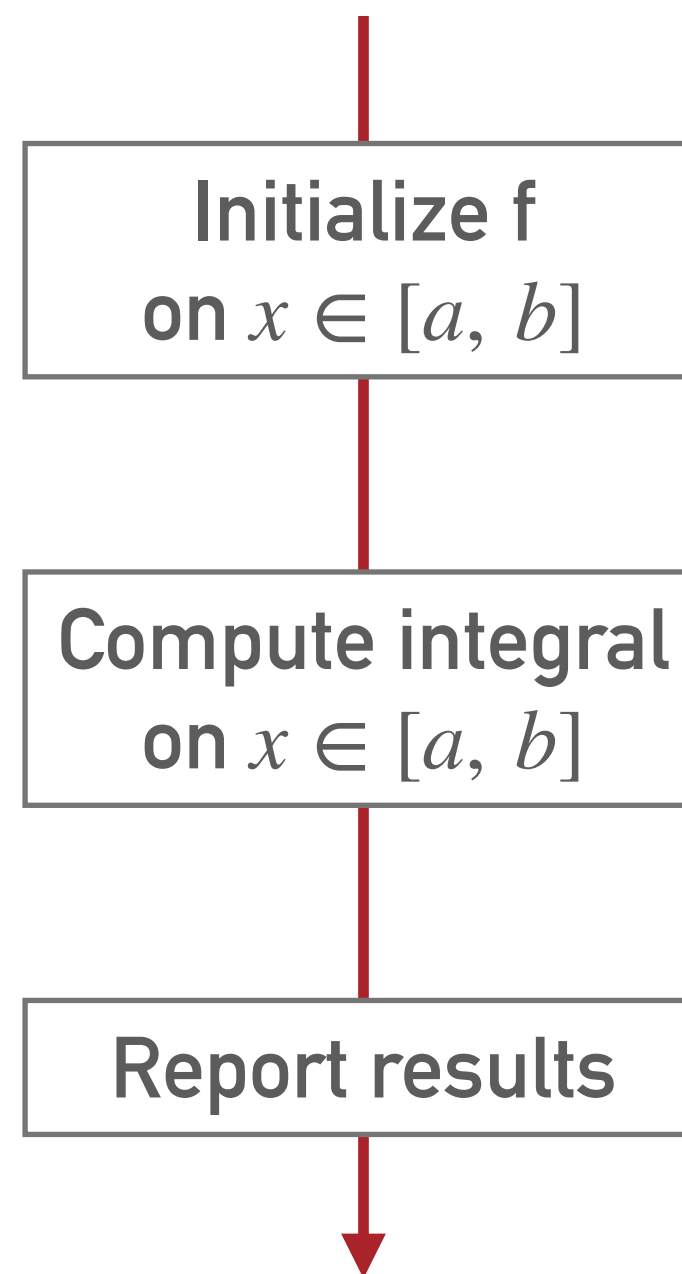 Initialize f
on x ∈ [a, b]
Compute integral
on x ∈ [a, b]
Report results